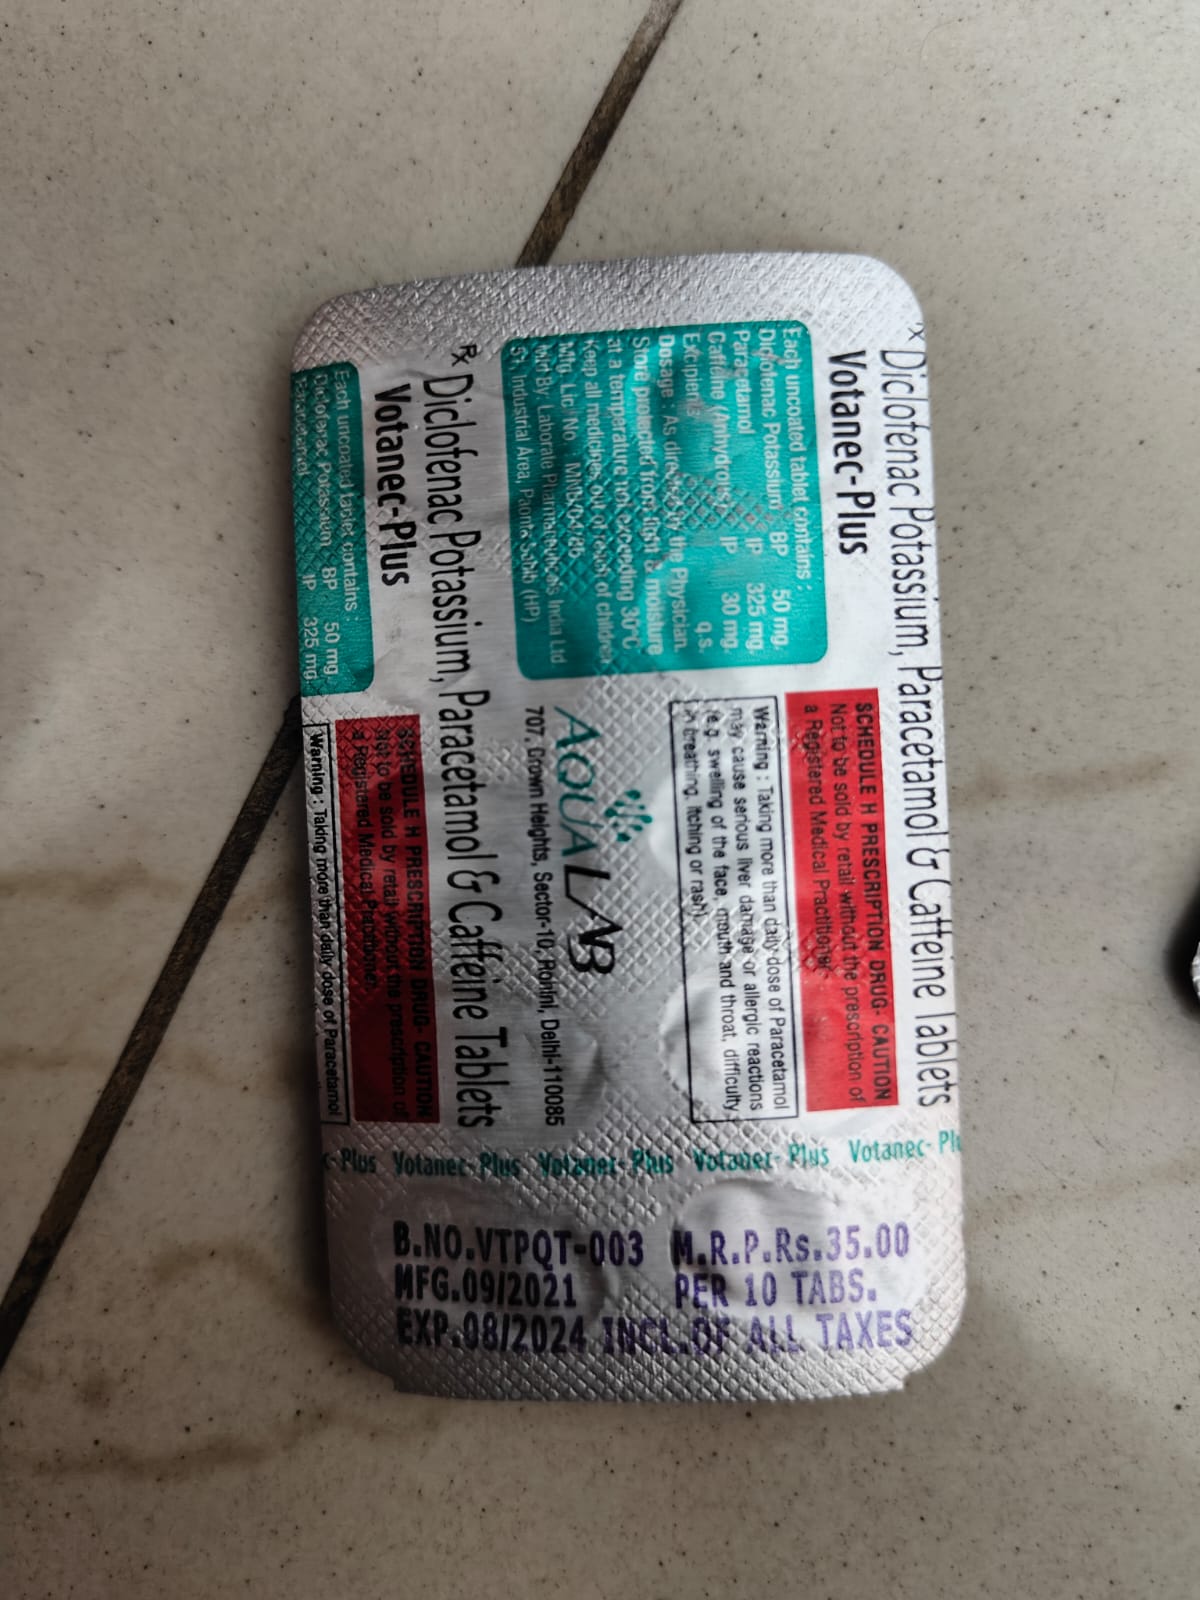 Rx Diclofenac Potassium, Paracetamol & Caffeine Tablets
Votanec-Plus
Each uncoated tablet contains :
Diclofenac Potassium BP 50 mg.
Paracetamol IP 325 mg.
Caffeine (Anhydrous) IP 30 mg.
Excipients q.s.
Dosage : As directed by the Physician.
Store protected from light & moisture
at a temperature not exceeding 30°C
Keep all medicines out of reach of children
Mfg. Lic. No.
Mfd By Laborate Pharmaceuticals India Ltd
Industrial Area, Paonta Sahib (HP)
SCHEDULE H PRESCRIPTION DRUG- CAUTION
Not to be sold by retail without the prescription of
a Registered Medical Practitioner.
Warning : Taking more than daily dose of Paracetamol
may cause serious liver damage or allergic reactions
(e.g. swelling of the face, mouth and throat, difficulty
in breathing, itching or rash).
AQUALAB
707, Crown Heights, Sector-10, Rohini, Delhi-110085
Rx Diclofenac Potassium, Paracetamol & Caffeine Tablets
Votanec-Plus
Each uncoated tablet contains :
Diclofenac Potassium BP 50 mg.
Paracetamol IP 325 mg.
SCHEDULE H PRESCRIPTION DRUG- CAUTION
Not to be sold by retail without the prescription of
a Registered Medical Practitioner.
Warning : Taking more than daily dose of Paracetamol
c-Plus Votanec-Plus Votanec-Plus Votanec-Plus Votanec-Plu
B.NO.VTPQT-003 M.R.P.Rs.35.00
MFG.09/2021 PER 10 TABS.
EXP.08/2024 INCL.OF ALL TAXES